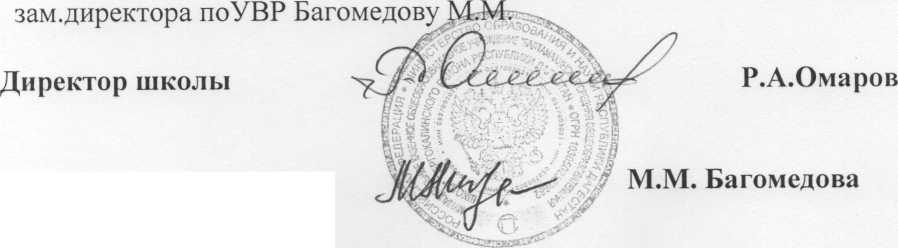 зам.директора поУВР Багомедову М.М.
Директор школы Р.А.Омаров
М.М. Багомедова